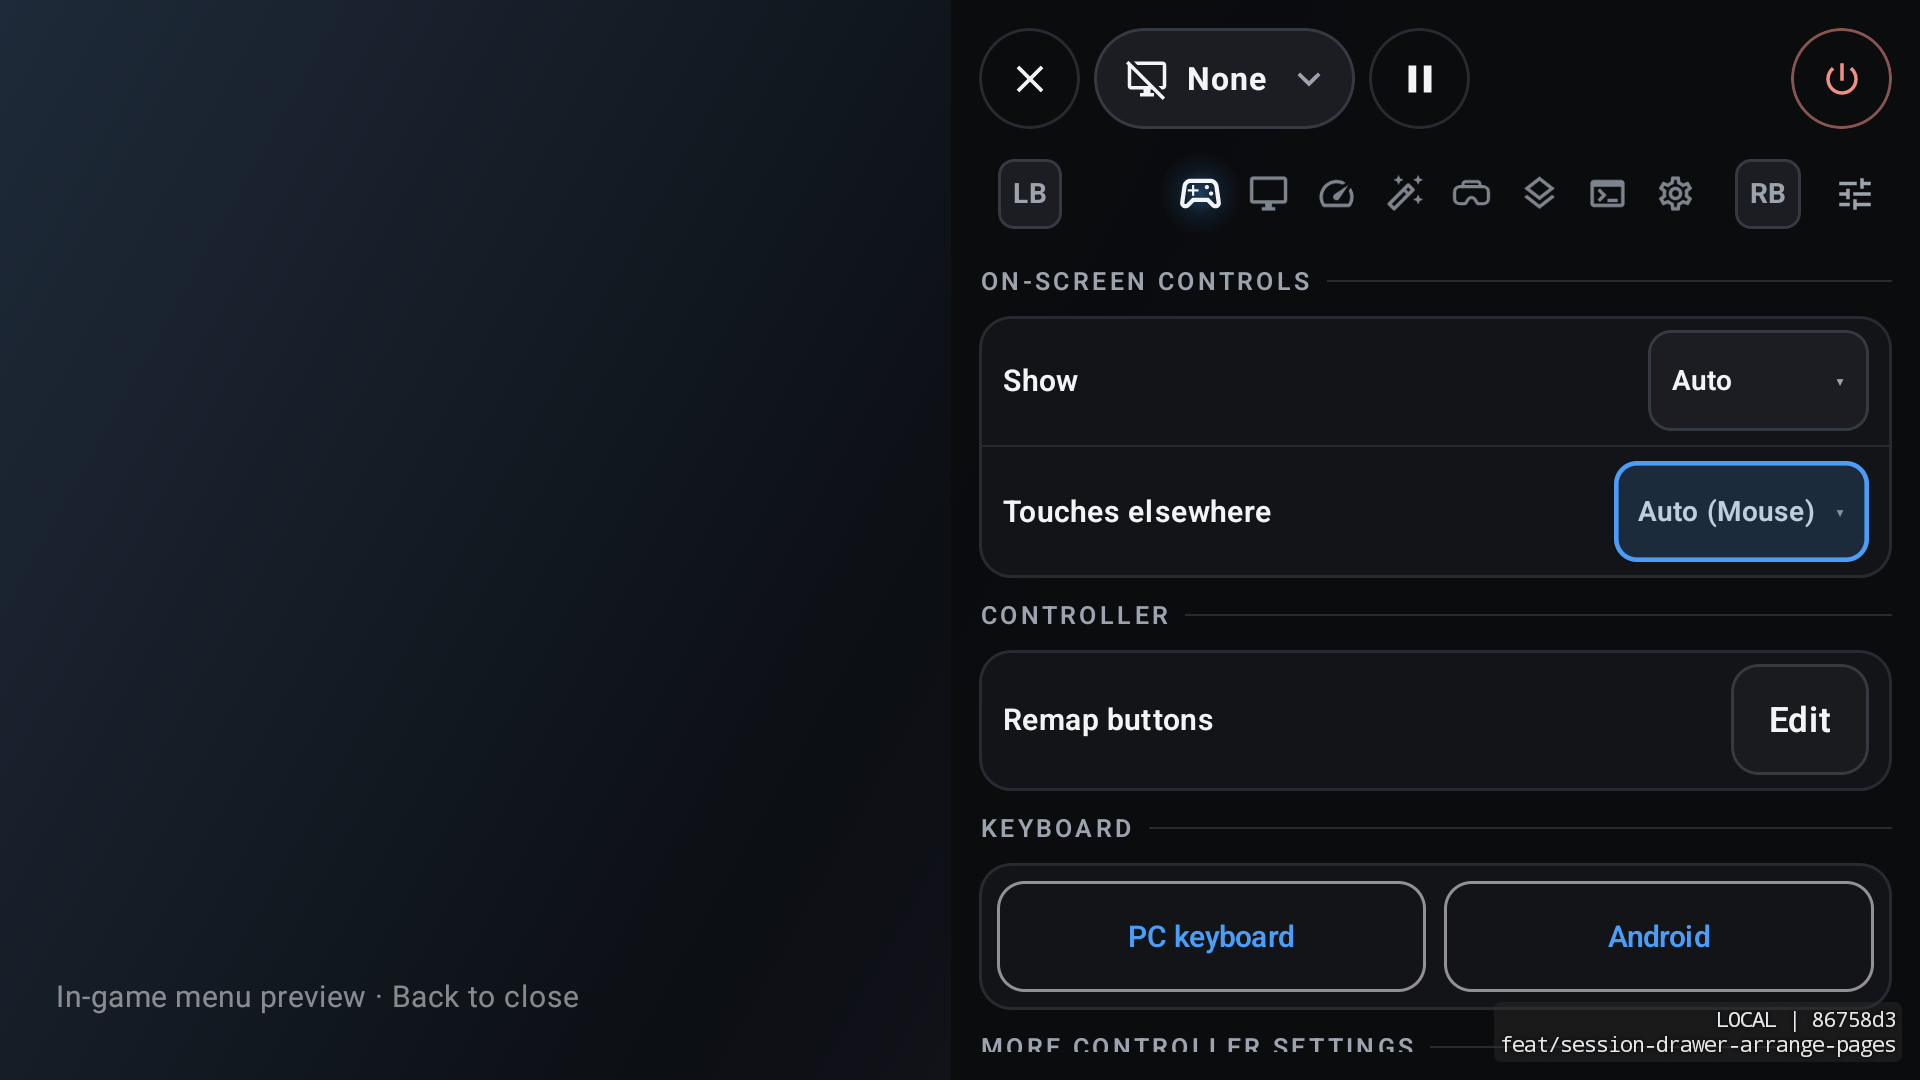 None
LB
RB
ON-SCREEN CONTROLS
Show
Auto
Touches elsewhere
Auto (Mouse)
CONTROLLER
Remap buttons
Edit
KEYBOARD
PC keyboard
Android
In-game menu preview · Back to close
MORE CONTROLLER SETTINGS
LOCAL | 86758d3
feat/session-drawer-arrange-pages